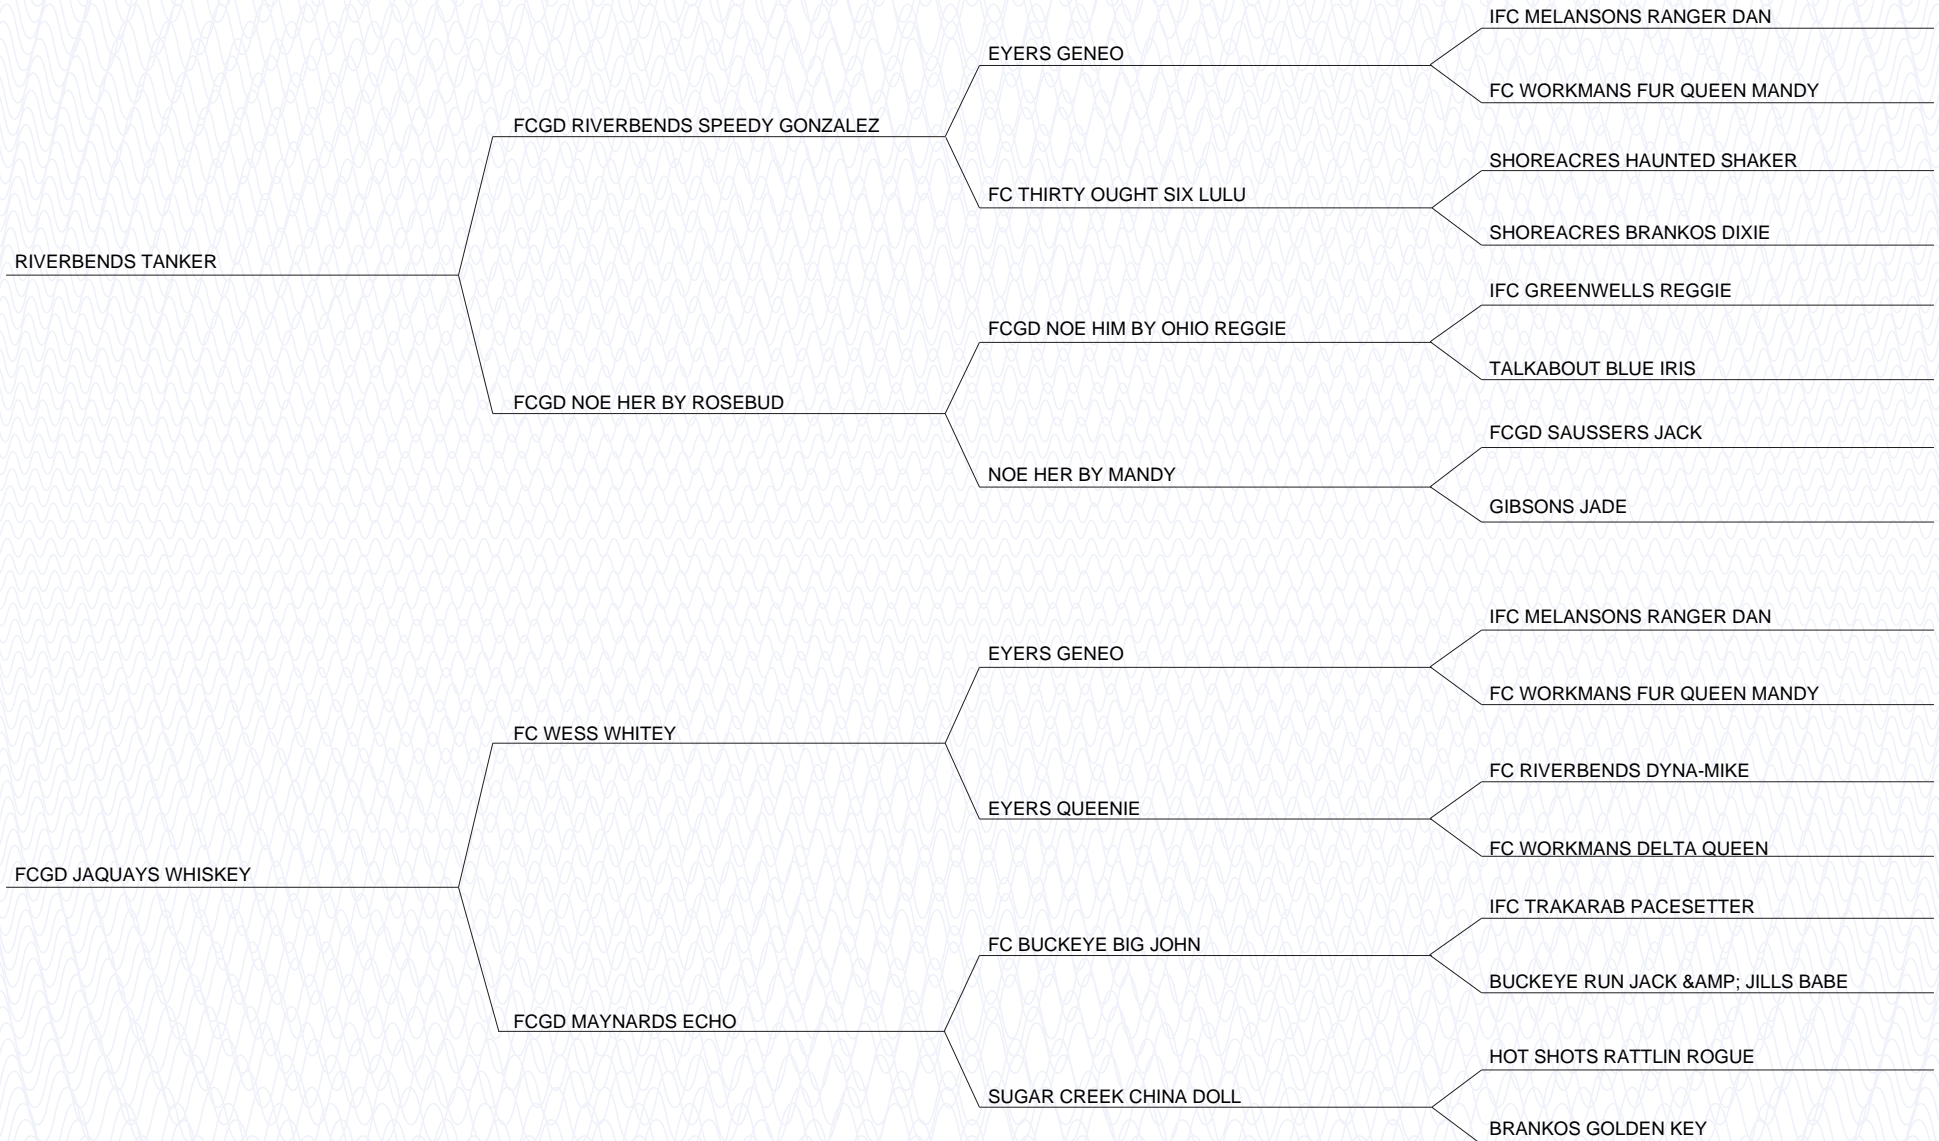 IFC MELANSONS RANGER DAN
EYERS GENEO
FC WORKMANS FUR QUEEN MANDY
FCGD RIVERBENDS SPEEDY GONZALEZ
SHOREACRES HAUNTED SHAKER
FC THIRTY OUGHT SIX LULU
SHOREACRES BRANKOS DIXIE
RIVERBENDS TANKER
IFC GREENWELLS REGGIE
FCGD NOE HIM BY OHIO REGGIE
TALKABOUT BLUE IRIS
FCGD NOE HER BY ROSEBUD
FCGD SAUSSERS JACK
NOE HER BY MANDY
GIBSONS JADE
IFC MELANSONS RANGER DAN
EYERS GENEO
FC WORKMANS FUR QUEEN MANDY
FC WESS WHITEY
FC RIVERBENDS DYNA-MIKE
EYERS QUEENIE
FC WORKMANS DELTA QUEEN
FCGD JAQUAYS WHISKEY
IFC TRAKARAB PACESETTER
FC BUCKEYE BIG JOHN
BUCKEYE RUN JACK &AMP; JILLS BABE
FCGD MAYNARDS ECHO
HOT SHOTS RATTLIN ROGUE
SUGAR CREEK CHINA DOLL
BRANKOS GOLDEN KEY